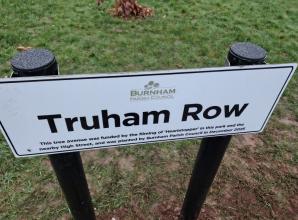 BURNHAM
PARISH COUNCIL
Truham Row
This tree avenue was funded by the filming of 'Heartstopper' in this park and the
nearby High Street, and was planted by Burnham Parish Council in December 2025